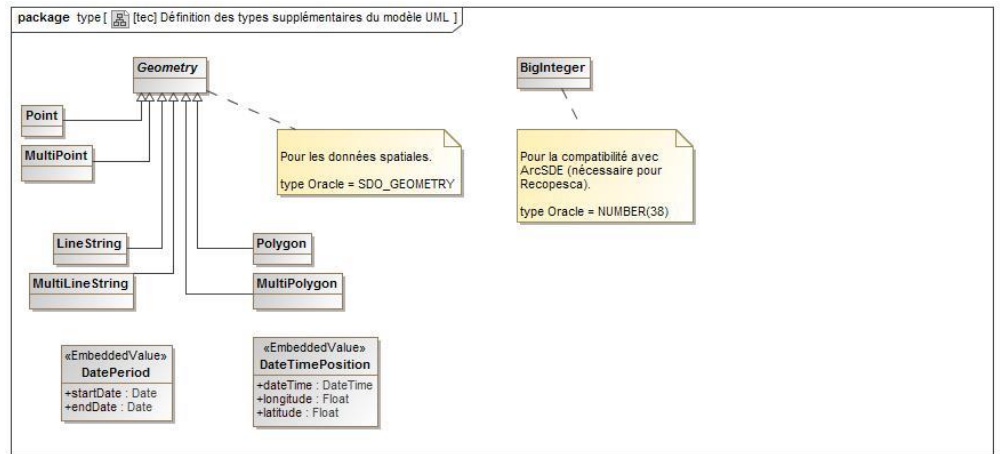 package type [ [tec] Définition des types supplémentaires du modèle UML ]
Geometry
BigInteger
Point
MultiPoint
Pour les données spatiales.
type Oracle = SDO_GEOMETRY
Pour la compatibilité avec
ArcSDE (nécessaire pour
Recopesca).
type Oracle = NUMBER(38)
LineString
Polygon
MultiLineString
MultiPolygon
«EmbeddedValue»
DatePeriod
+startDate : Date
+endDate : Date
«EmbeddedValue»
DateTimePosition
+dateTime : DateTime
+longitude : Float
+latitude : Float